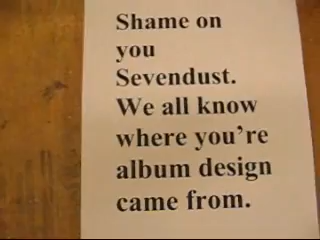 Shame on
you
Sevendust.
We all know
where you're
album design
came from.